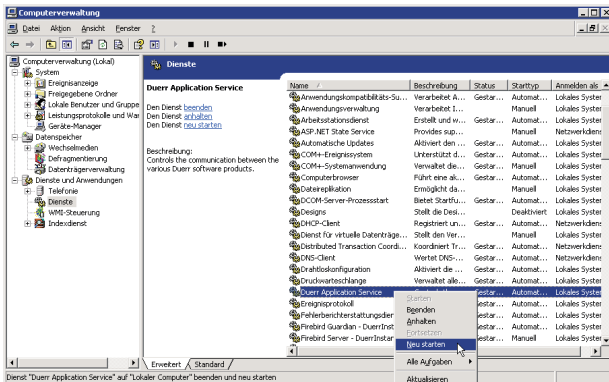 Computerverwaltung
Datei Aktion Ansicht Fenster ?
Computerverwaltung (Lokal)
System
Ereignisanzeige
Freigegebene Ordner
Lokale Benutzer und Gruppe
Leistungsprotokolle und War
Geräte-Manager
Datenspeicher
Wechselmedien
Defragmentierung
Datenträgerverwaltung
Dienste und Anwendungen
Telefonie
Dienste
WMI-Steuerung
Indexdienst
Dienste
Duerr Application Service
Den Dienst beenden
Den Dienst anhalten
Den Dienst neu starten
Beschreibung:
Controls the communication between the
various Duerr software products.
Name Beschreibung Status Starttyp Anmelden als
Anwendungskompatibilitäts-Su... Verarbeitet A... Gestar... Automat... Lokales System
Anwendungsverwaltung Verarbeitet I... Manuell Lokales System
Arbeitsstationsdienst Erstellt und w... Gestar... Automat... Lokales System
ASP.NET State Service Provides sup... Manuell Netzwerkdiens
Automatische Updates Aktiviert den ... Gestar... Automat... Lokales System
COM+-Ereignissystem Unterstützt d... Gestar... Automat... Lokales System
COM+-Systemanwendung Verwaltet die... Gestar... Manuell Lokales System
Computerbrowser Führt eine ak... Gestar... Automat... Lokales System
Dateireplikation Ermöglicht da... Manuell Lokales System
DCOM-Server-Prozessstart Bietet Startfu... Gestar... Automat... Lokales System
Designs Stellt die Desi... Deaktiviert Lokales System
DHCP-Client Registriert un... Gestar... Automat... Netzwerkdiens
Dienst für virtuelle Datenträge... Stellt den Ver... Manuell Lokales System
Distributed Transaction Coordi... Koordiniert Tr... Gestar... Automat... Netzwerkdiens
DNS-Client Wertet DNS-... Gestar... Automat... Netzwerkdiens
Drahtloskonfiguration Aktiviert die ... Gestar... Automat... Lokales System
Druckwarteschlange Verwaltet alle... Gestar... Automat... Lokales System
Duerr Application Service Gestar... Automat... Lokales System
Ereignisprotokoll Gestar... Automat... Lokales System
Fehlerberichterstattungsdien Gestar... Automat... Lokales System
Firebird Guardian - DuerrInst Gestar... Automat... Lokales System
Firebird Server - DuerrInstar Gestar... Manuell Lokales System
Starten
Beenden
Anhalten
Fortsetzen
Neu starten
Alle Aufgaben
Aktualisieren
Erweitert Standard
Dienst "Duerr Application Service" auf "Lokaler Computer" beenden und neu starten